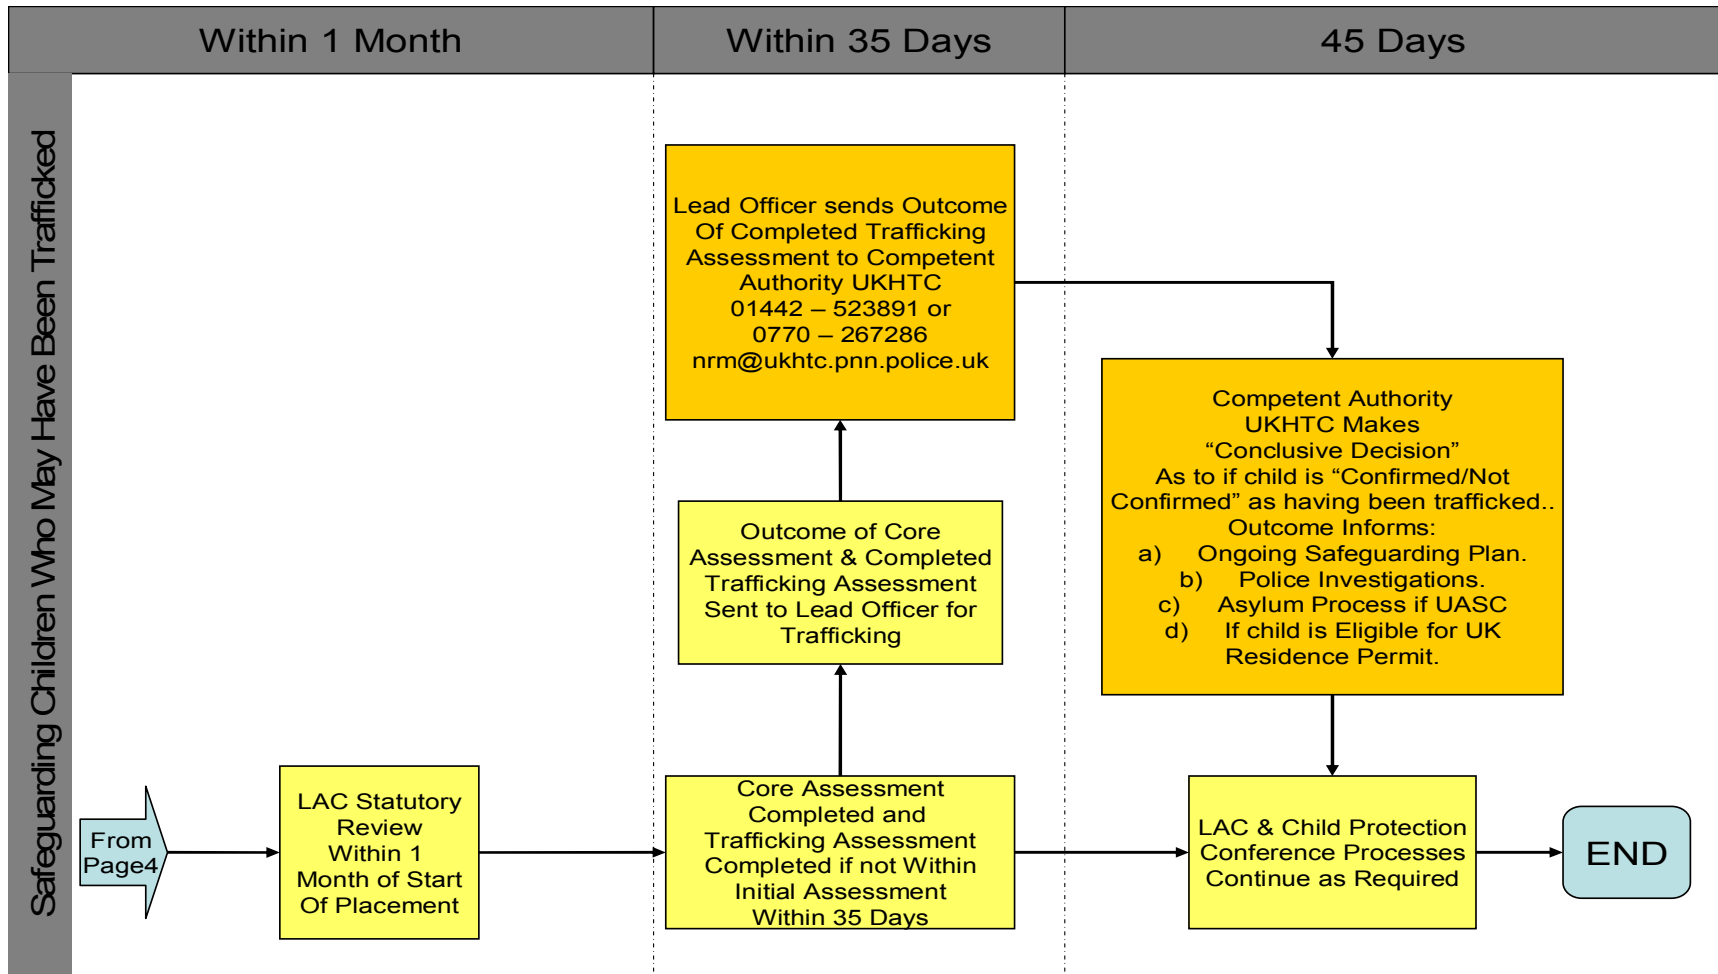 Within 1 Month
Within 35 Days
45 Days
Safeguarding Children Who May Have Been Trafficked
From
Page4
LAC Statutory
Review
Within 1
Month of Start
Of Placement
Lead Officer sends Outcome
Of Completed Trafficking
Assessment to Competent
Authority UKHTC
01442 – 523891 or
0770 – 267286
nrm@ukhtc.pnn.police.uk
Outcome of Core
Assessment & Completed
Trafficking Assessment
Sent to Lead Officer for
Trafficking
Core Assessment
Completed and
Trafficking Assessment
Completed if not Within
Initial Assessment
Within 35 Days
Competent Authority
UKHTC Makes
“Conclusive Decision”
As to if child is “Confirmed/Not
Confirmed” as having been trafficked..
Outcome Informs:
a) Ongoing Safeguarding Plan.
b) Police Investigations.
c) Asylum Process if UASC
d) If child is Eligible for UK
Residence Permit.
LAC & Child Protection
Conference Processes
Continue as Required
END